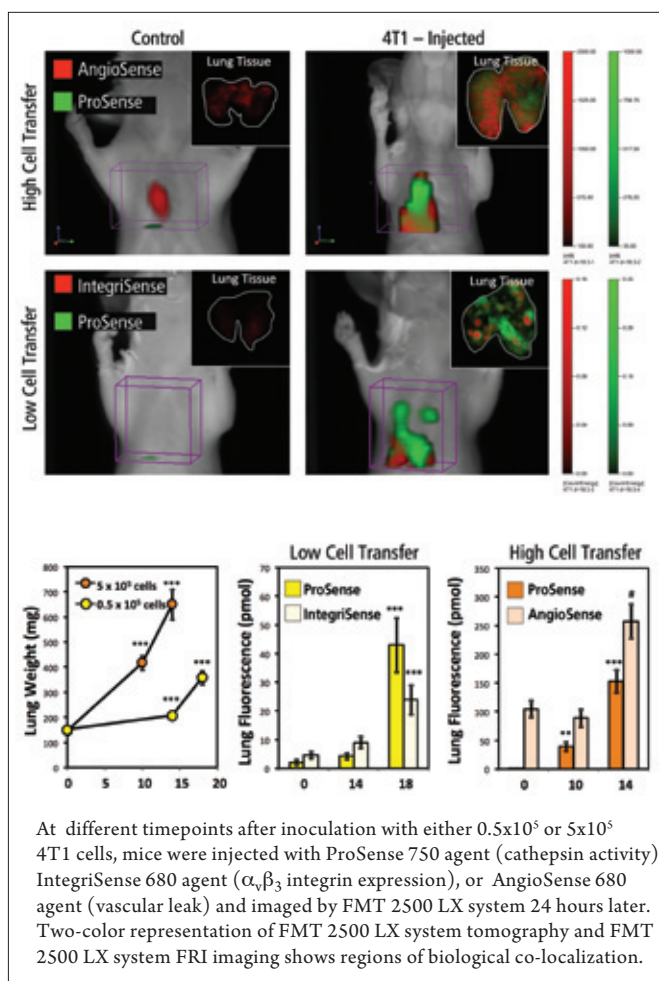 Control
4T1 – Injected
High Cell Transfer
AngioSense
ProSense
Lung Tissue
Lung Tissue
Low Cell Transfer
IntegriSense
ProSense
Lung Tissue
Lung Tissue
Low Cell Transfer
High Cell Transfer
Lung Weight (mg)
800
700
600
500
400
300
200
100
0
5 x 10⁵ cells
0.5 x 10⁵ cells
***
***
***
***
0 5 10 15 20
Lung Fluorescence (pmol)
60
50
40
30
20
10
0
ProSense
IntegriSense
***
***
0 14 18
Lung Fluorescence (pmol)
350
300
250
200
150
100
50
0
ProSense
AngioSense
#
***
**
0 10 14
At different timepoints after inoculation with either 0.5x10⁵ or 5x10⁵
4T1 cells, mice were injected with ProSense 750 agent (cathepsin activity)
IntegriSense 680 agent (αᵥβ₃ integrin expression), or AngioSense 680
agent (vascular leak) and imaged by FMT 2500 LX system 24 hours later.
Two-color representation of FMT 2500 LX system tomography and FMT
2500 LX system FRI imaging shows regions of biological co-localization.